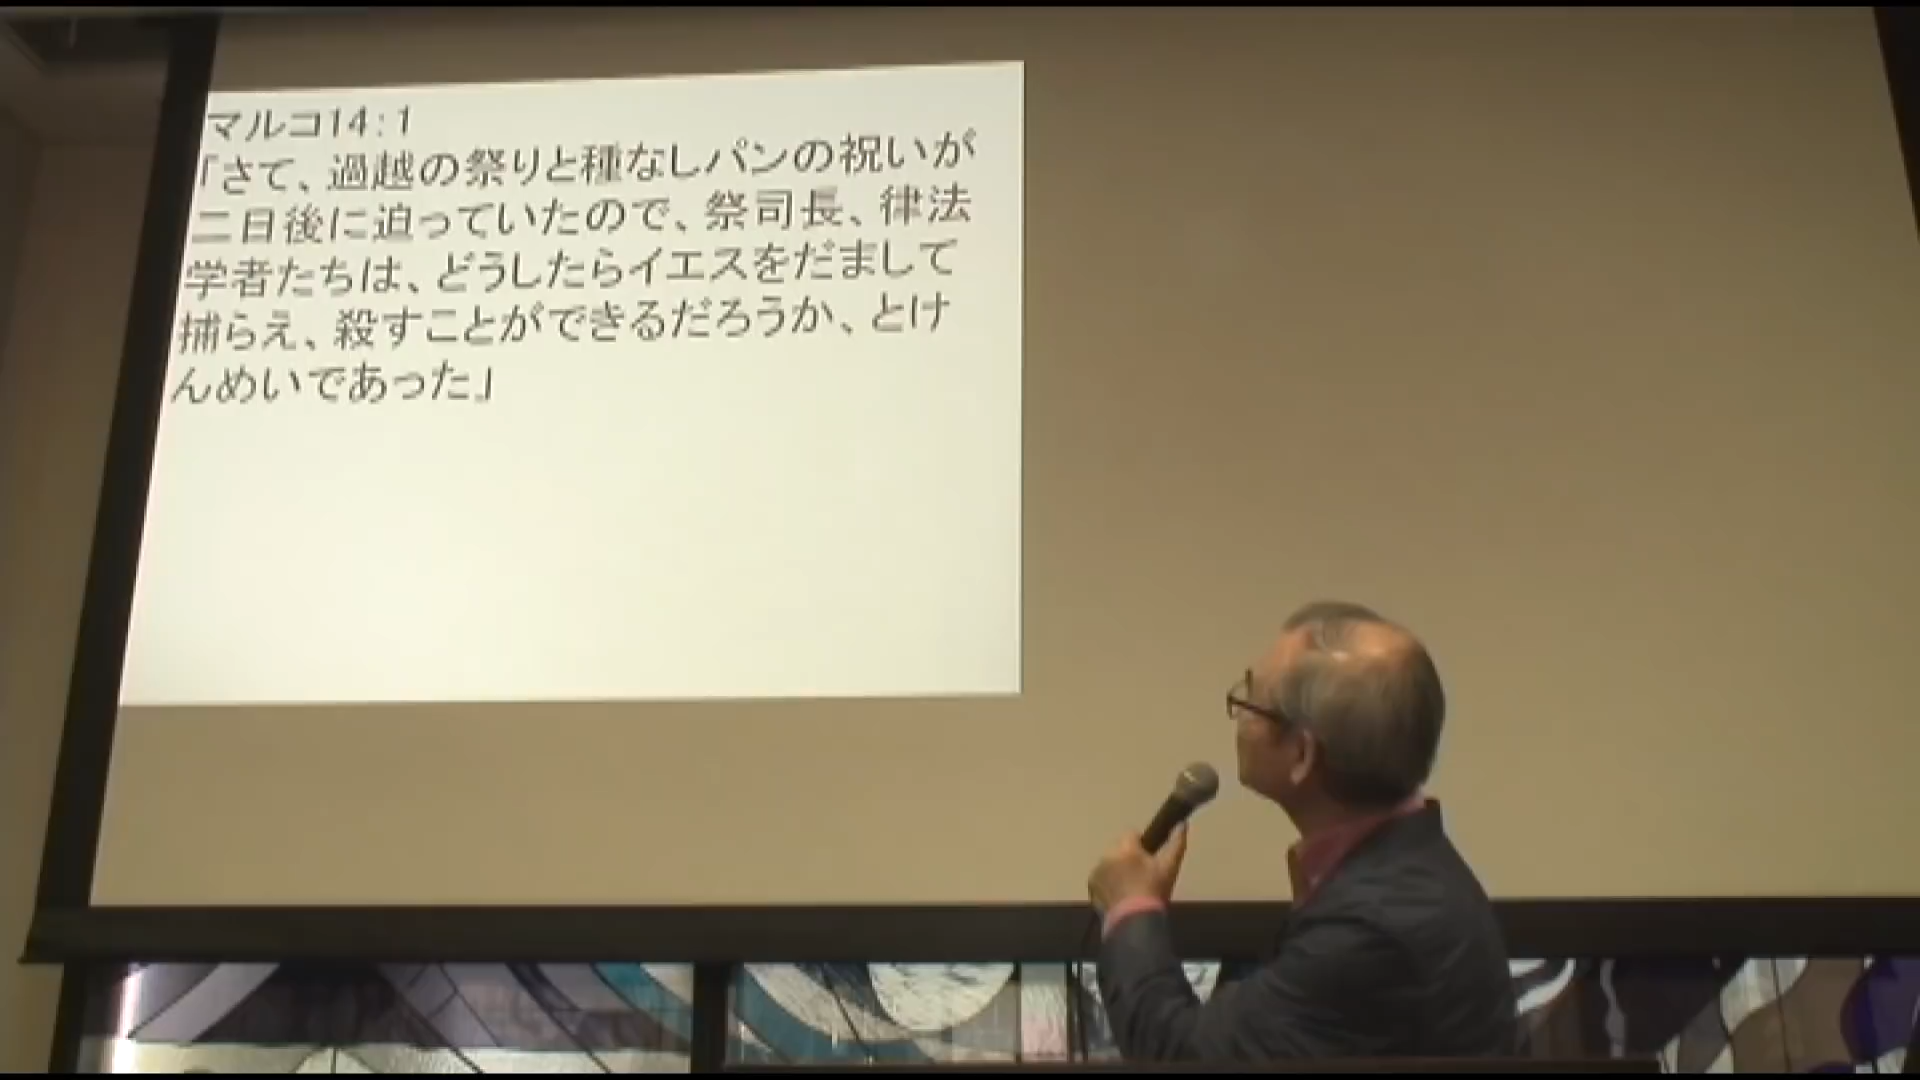 マルコ14:1
「さて、過越の祭りと種なしパンの祝いが
二日後に迫っていたので、祭司長、律法
学者たちは、どうしたらイエスをだまして
捕らえ、殺すことができるだろうか、とけ
んめいであった。」